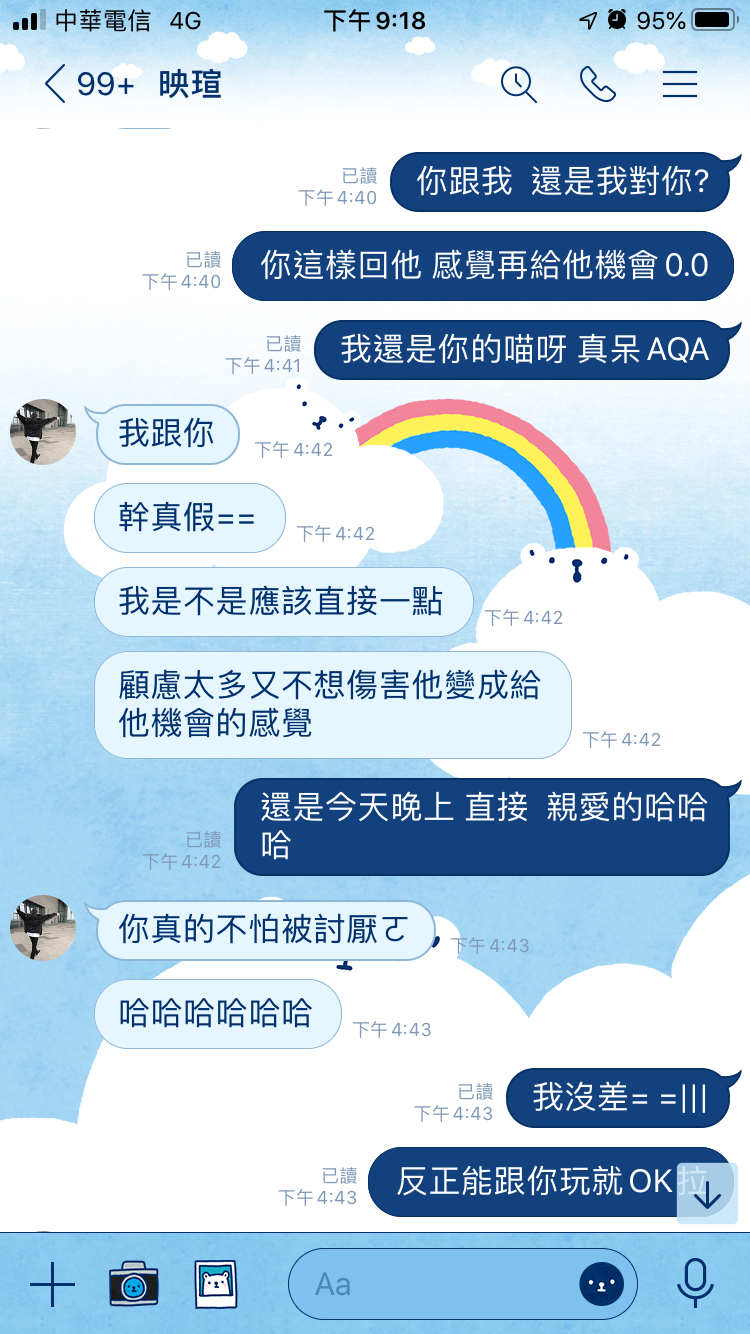 中華電信 4G 下午9:18 95%
99+ 映瑄
你跟我 還是我對你?
已讀
下午4:40
你這樣回他 感覺再給他機會0.0
已讀
下午4:40
我還是你的喵呀 真呆AQA
已讀
下午4:41
我跟你
下午4:42
幹真假==
下午4:42
我是不是應該直接一點
下午4:42
顧慮太多又不想傷害他變成給
他機會的感覺
下午4:42
還是今天晚上 直接 親愛的哈哈
哈
已讀
下午4:42
你真的不怕被討厭ㄛ
下午4:43
哈哈哈哈哈哈
下午4:43
我沒差= =|||
已讀
下午4:43
反正能跟你玩就OK拉
已讀
下午4:43
Aa